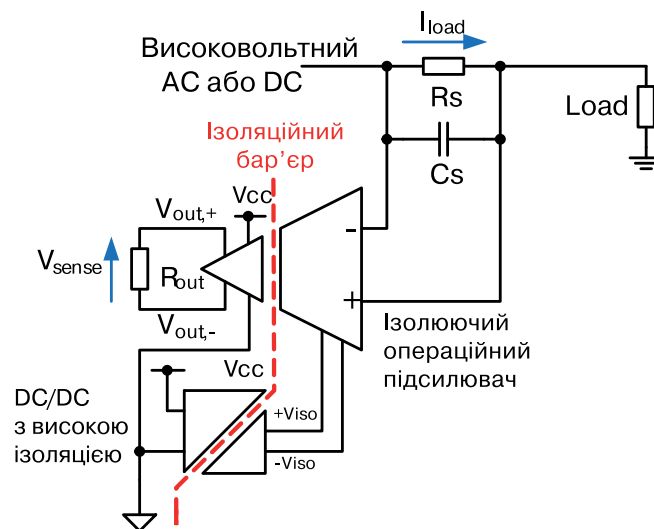 Iload
Високовольтний
AC або DC
Rs
Load
Cs
Ізоляційний
бар’єр
Vcc
Vout,+
-
Vsense
Rout
+
Vout,-
Ізолюючий
операційний
підсилювач
Vcc
DC/DC
з високою
ізоляцією
+Viso
-Viso